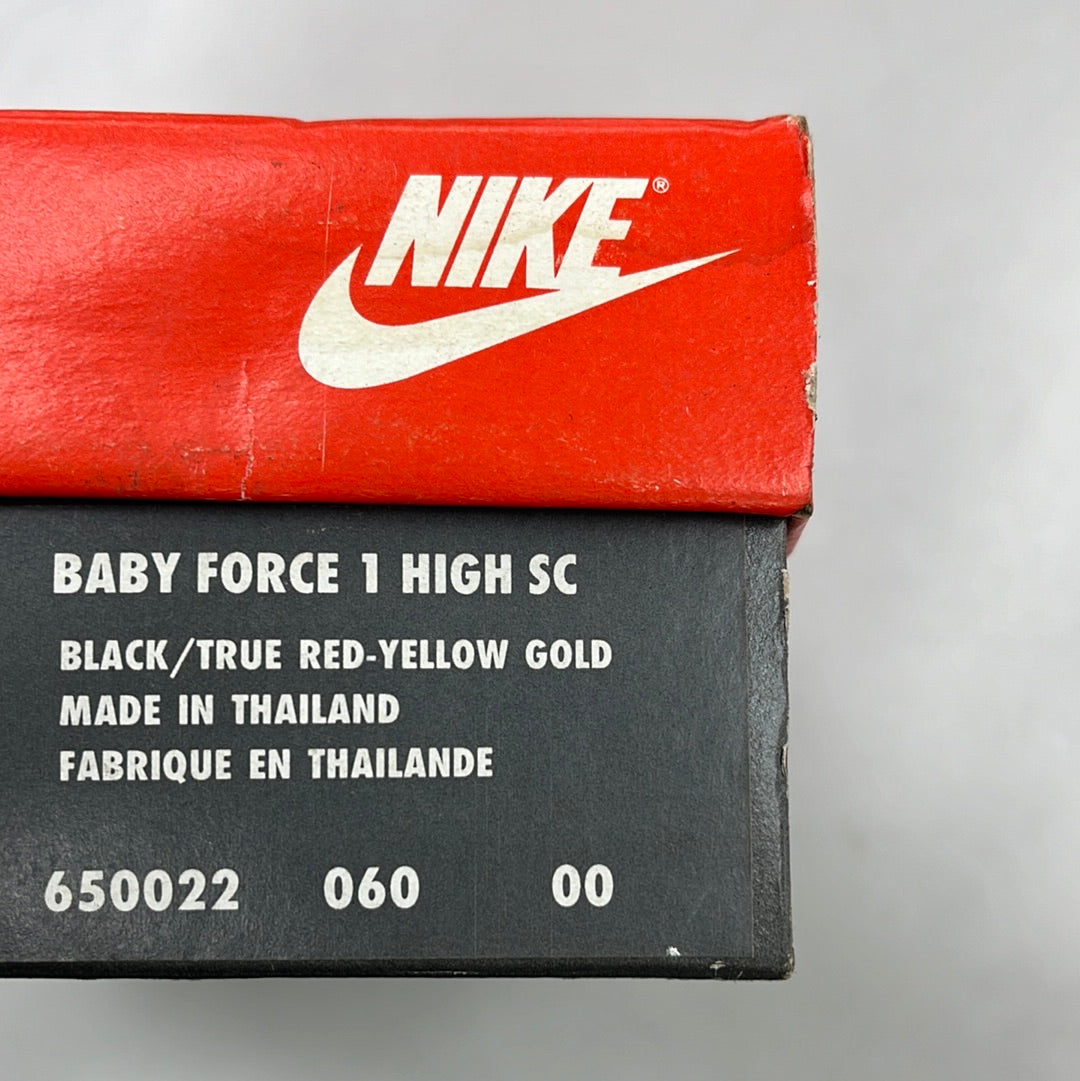 NIKE®
BABY FORCE 1 HIGH SC
BLACK/TRUE RED-YELLOW GOLD
MADE IN THAILAND
FABRIQUE EN THAILANDE
650022 060 00